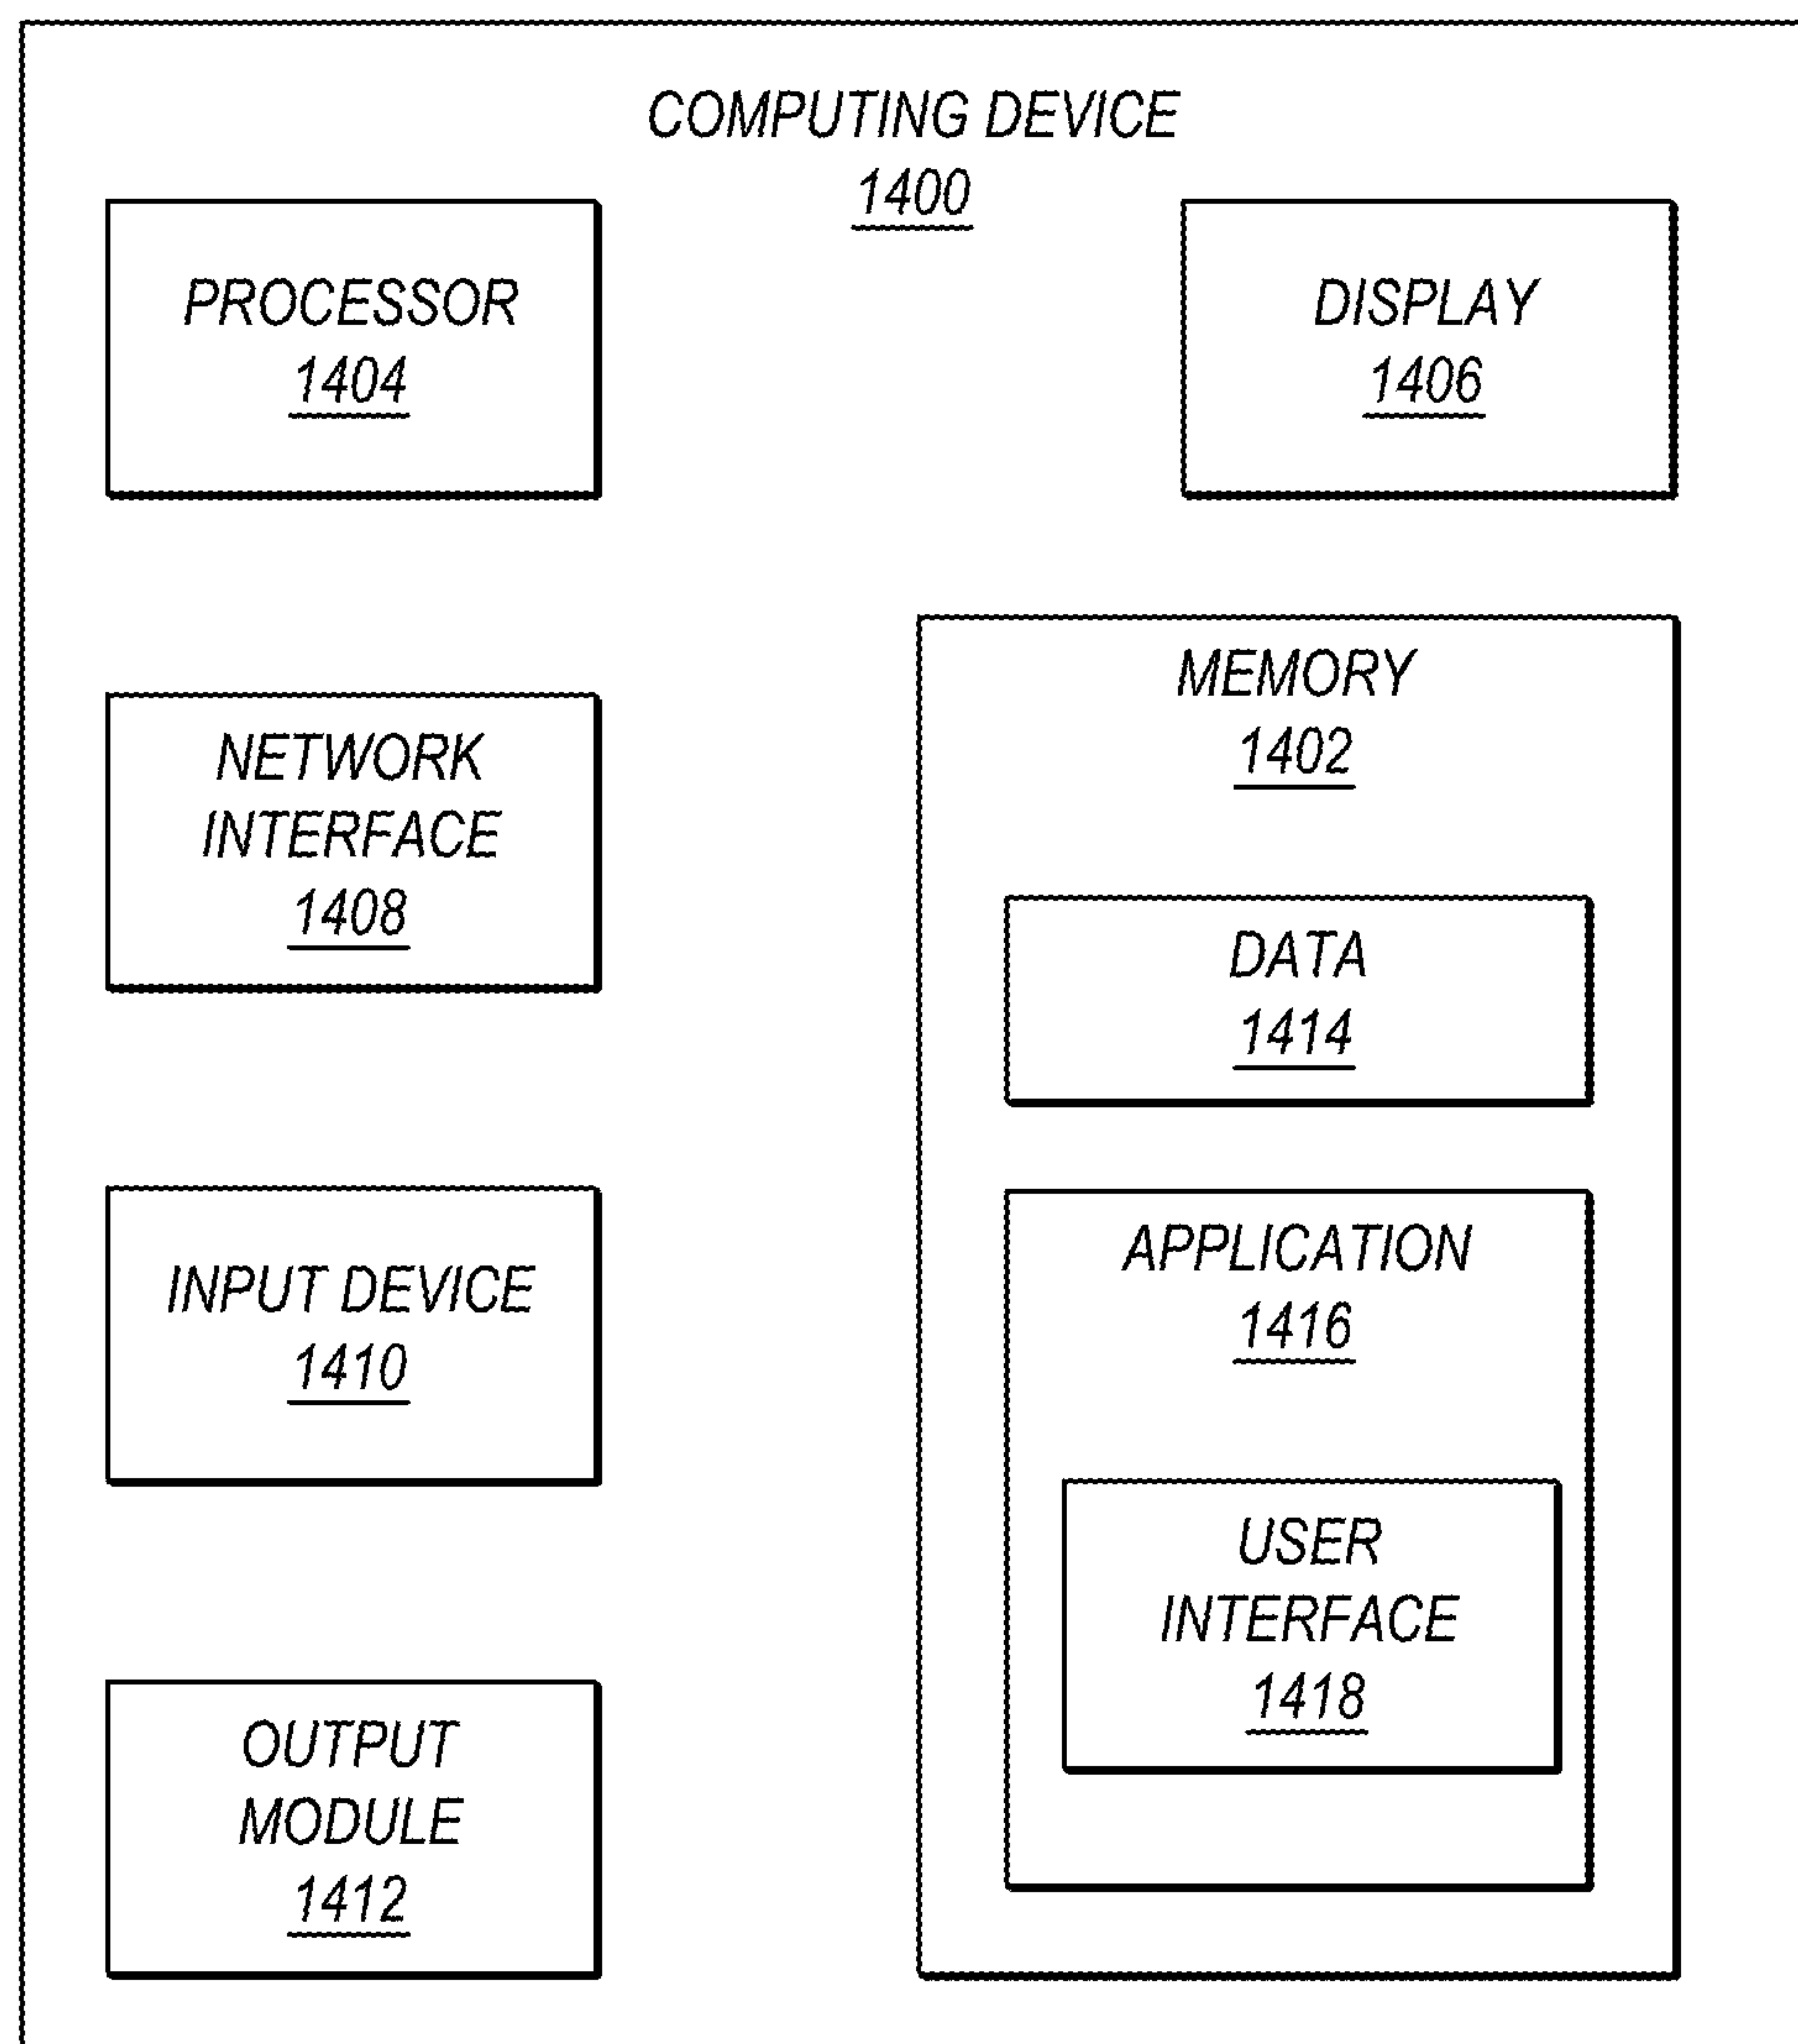 COMPUTING DEVICE
1400
PROCESSOR
1404
DISPLAY
1406
NETWORK
INTERFACE
1408
INPUT DEVICE
1410
OUTPUT
MODULE
1412
MEMORY
1402
DATA
1414
APPLICATION
1416
USER
INTERFACE
1418